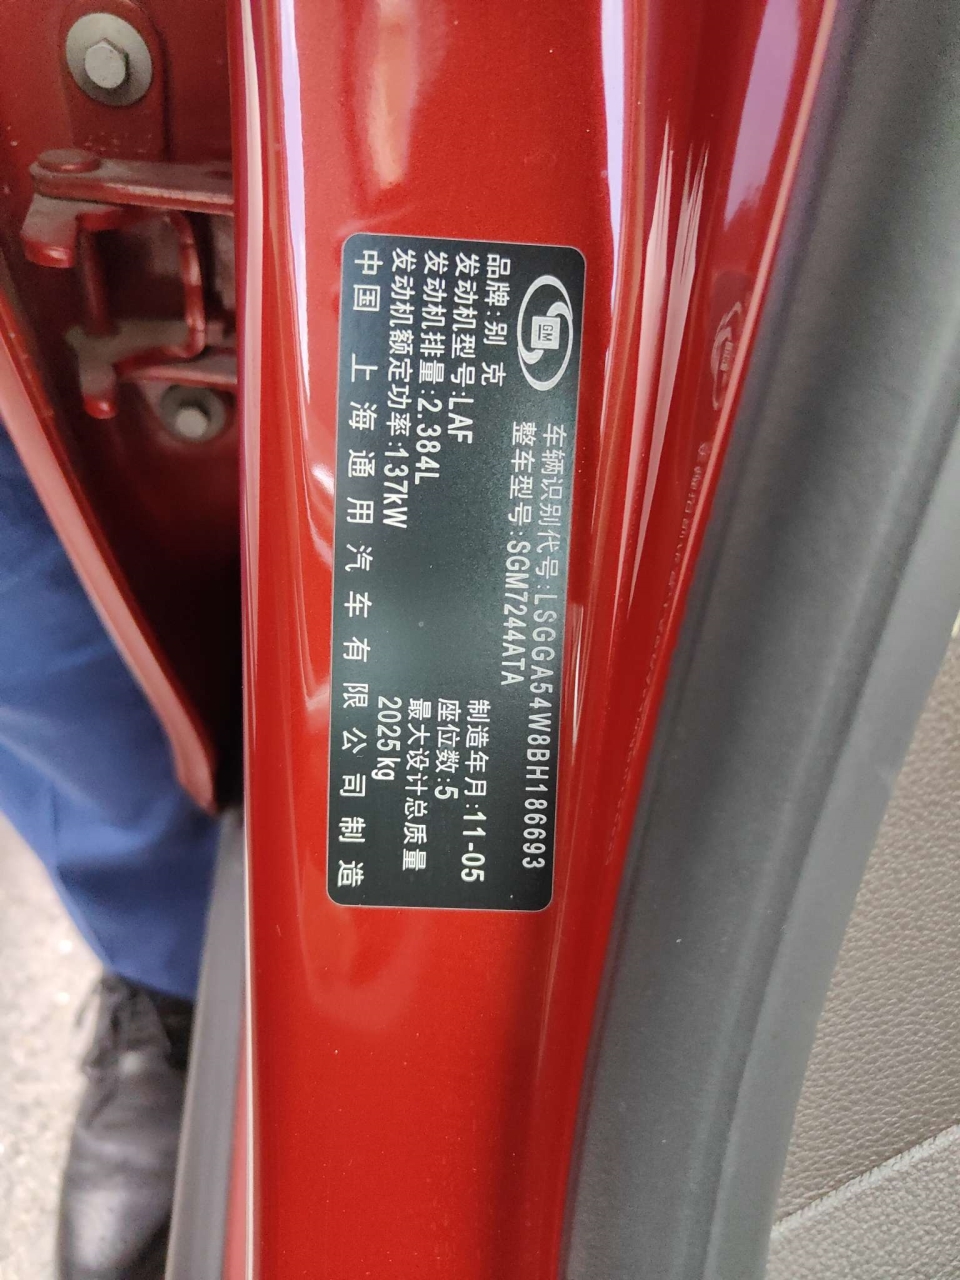 GM
车辆识别代号:LSGGA54W8BH186693
整车型号:SGM7244ATA
品牌:别克
发动机型号:LAF
发动机排量:2.384L
发动机额定功率:137kW
制造年月:11-05
座位数:5
最大设计总质量
2025kg
中国 上海通用汽车有限公司制造